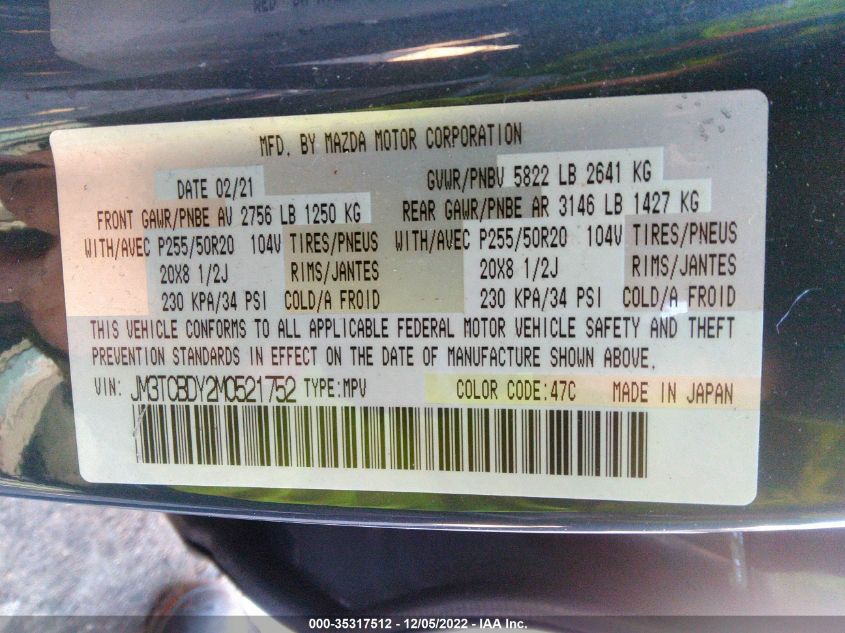 MFD. BY MAZDA MOTOR CORPORATION
DATE 02/21
GVWR/PNBV 5822 LB 2641 KG
FRONT GAWR/PNBE AV 2756 LB 1250 KG
REAR GAWR/PNBE AR 3146 LB 1427 KG
WITH/AVEC P255/50R20 104V TIRES/PNEUS
WITH/AVEC P255/50R20 104V TIRES/PNEUS
20X8 1/2J RIMS/JANTES
20X8 1/2J RIMS/JANTES
230 KPA/34 PSI COLD/A FROID
230 KPA/34 PSI COLD/A FROID
THIS VEHICLE CONFORMS TO ALL APPLICABLE FEDERAL MOTOR VEHICLE SAFETY AND THEFT
PREVENTION STANDARDS IN EFFECT ON THE DATE OF MANUFACTURE SHOWN ABOVE.
VIN: JM3TCBDY2M0521752 TYPE:MPV COLOR CODE:47C MADE IN JAPAN
000-35317512 - 12/05/2022 - IAA Inc.